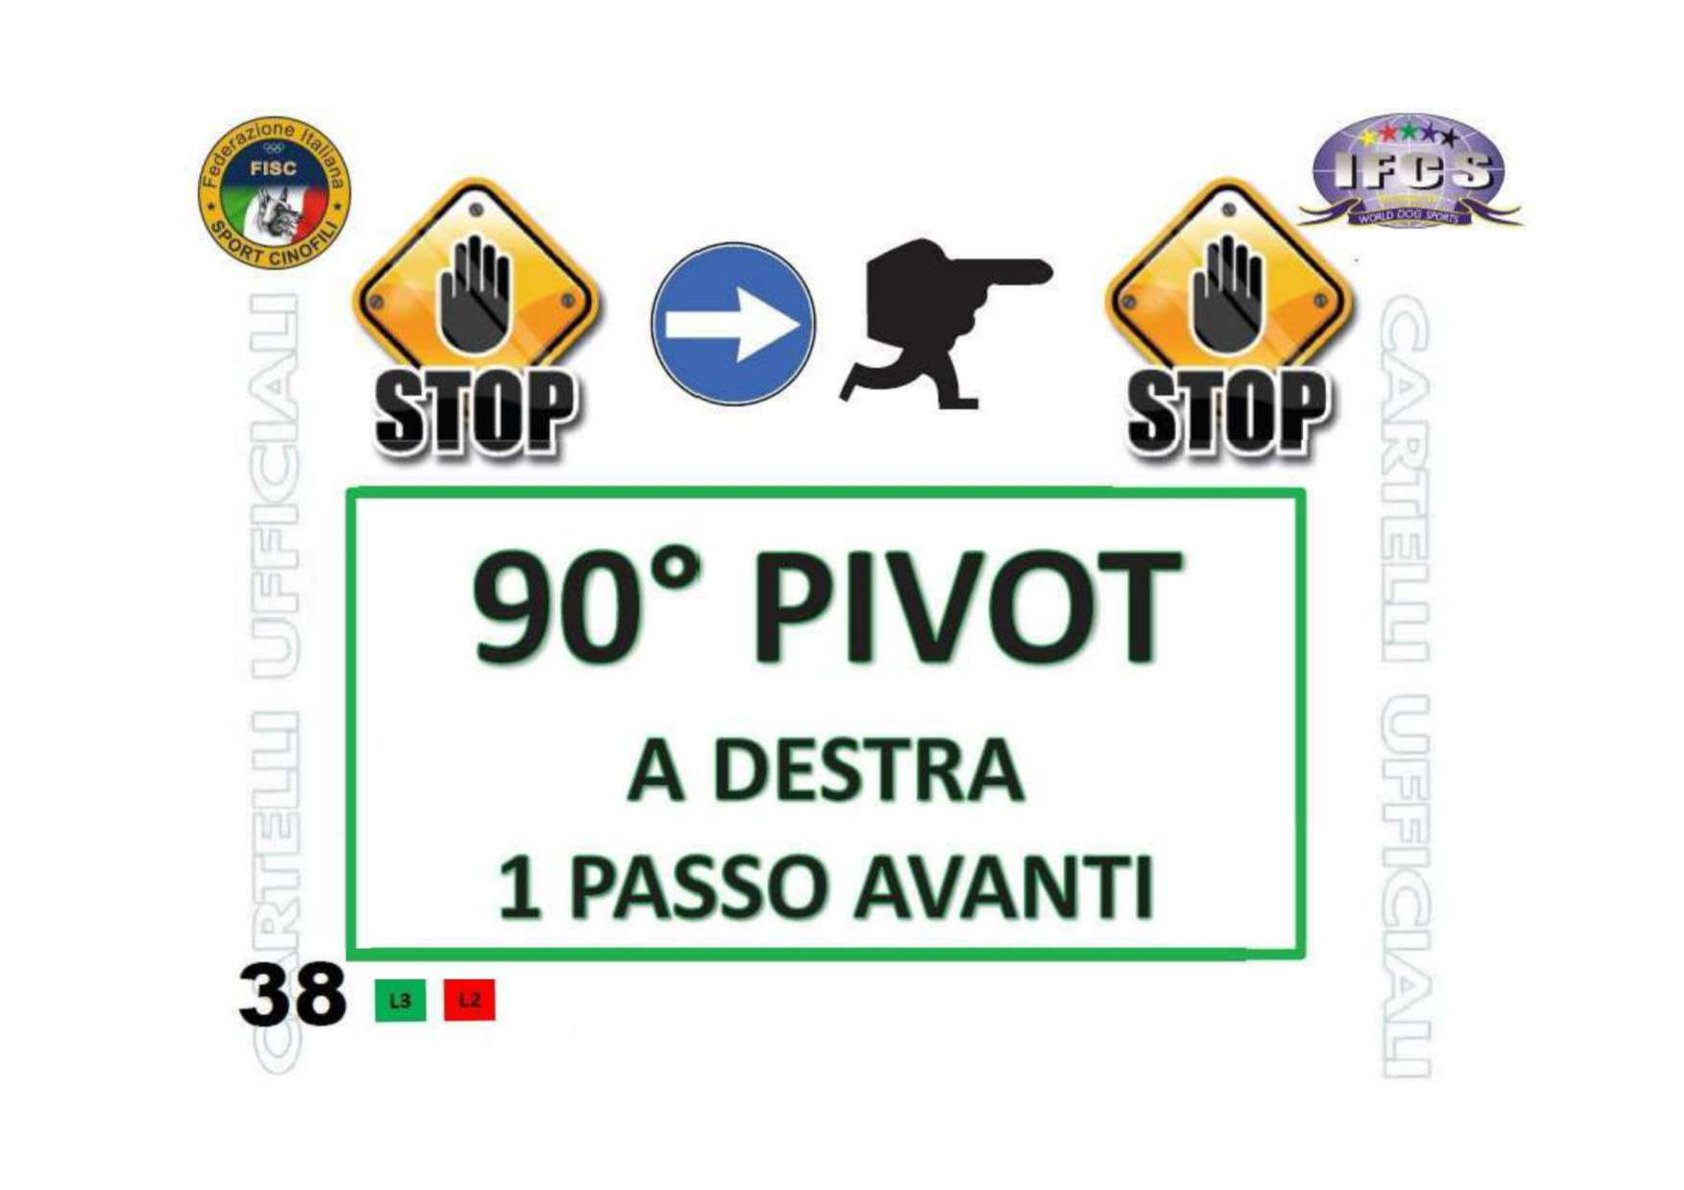 Federazione Italiana
FISC
SPORT CINOFILI
IFCS
WORLD DOG SPORTS
STOP
STOP
CARTELLI UFFICIALI
CARTELLI UFFICIALI
90° PIVOT
A DESTRA
1 PASSO AVANTI
38
L3
L2